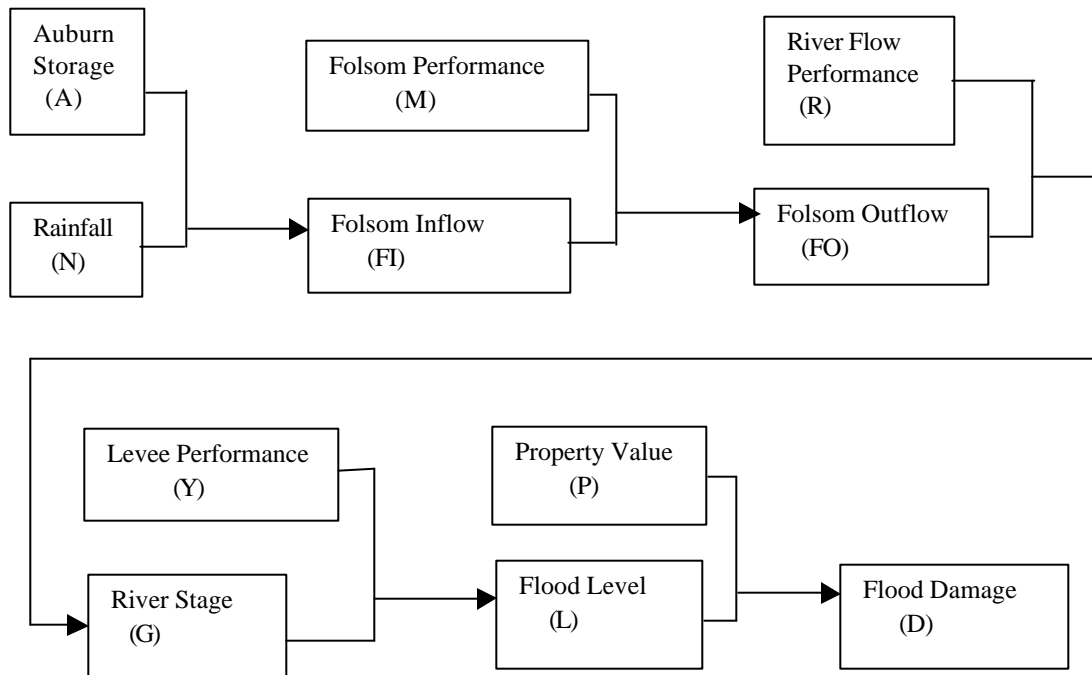 Auburn
Storage
(A)
Folsom Performance
(M)
River Flow
Performance
(R)
Rainfall
(N)
Folsom Inflow
(FI)
Folsom Outflow
(FO)
Levee Performance
(Y)
Property Value
(P)
River Stage
(G)
Flood Level
(L)
Flood Damage
(D)